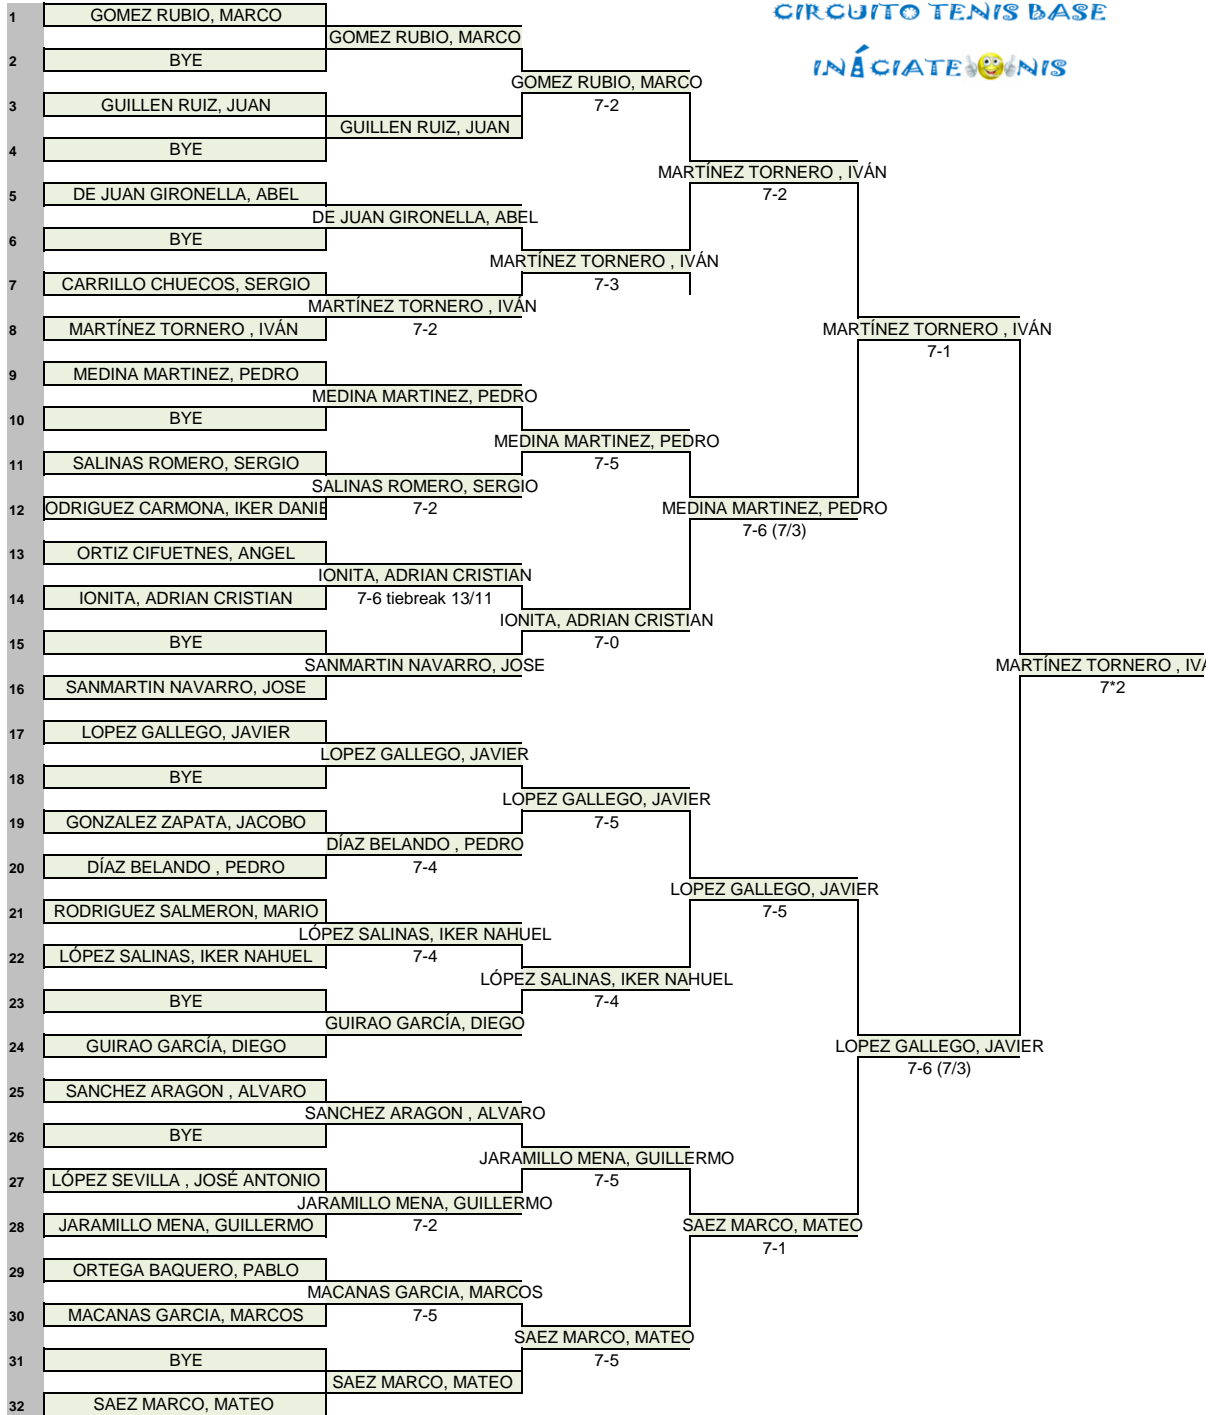 CIRCUITO TENIS BASE
INÁCIATE NIS
1 GOMEZ RUBIO, MARCO
GOMEZ RUBIO, MARCO
2 BYE
GOMEZ RUBIO, MARCO
3 GUILLEN RUIZ, JUAN 7-2
GUILLEN RUIZ, JUAN
4 BYE
MARTÍNEZ TORNERO , IVÁN
5 DE JUAN GIRONELLA, ABEL 7-2
DE JUAN GIRONELLA, ABEL
6 BYE
MARTÍNEZ TORNERO , IVÁN
7 CARRILLO CHUECOS, SERGIO 7-3
MARTÍNEZ TORNERO , IVÁN
8 MARTÍNEZ TORNERO , IVÁN 7-2 MARTÍNEZ TORNERO , IVÁN
7-1
9 MEDINA MARTINEZ, PEDRO
MEDINA MARTINEZ, PEDRO
10 BYE
MEDINA MARTINEZ, PEDRO
11 SALINAS ROMERO, SERGIO 7-5
SALINAS ROMERO, SERGIO
12 ODRIGUEZ CARMONA, IKER DANIE 7-2 MEDINA MARTINEZ, PEDRO
7-6 (7/3)
13 ORTIZ CIFUETNES, ANGEL
IONITA, ADRIAN CRISTIAN
14 IONITA, ADRIAN CRISTIAN 7-6 tiebreak 13/11
IONITA, ADRIAN CRISTIAN
15 BYE 7-0
SANMARTIN NAVARRO, JOSE MARTÍNEZ TORNERO , IVÁ
16 SANMARTIN NAVARRO, JOSE 7*2
17 LOPEZ GALLEGO, JAVIER
LOPEZ GALLEGO, JAVIER
18 BYE
LOPEZ GALLEGO, JAVIER
19 GONZALEZ ZAPATA, JACOBO 7-5
DÍAZ BELANDO , PEDRO
20 DÍAZ BELANDO , PEDRO 7-4
LOPEZ GALLEGO, JAVIER
21 RODRIGUEZ SALMERON, MARIO 7-5
LÓPEZ SALINAS, IKER NAHUEL
22 LÓPEZ SALINAS, IKER NAHUEL 7-4
LÓPEZ SALINAS, IKER NAHUEL
23 BYE 7-4
GUIRAO GARCÍA, DIEGO
24 GUIRAO GARCÍA, DIEGO LOPEZ GALLEGO, JAVIER
7-6 (7/3)
25 SANCHEZ ARAGON , ALVARO
SANCHEZ ARAGON , ALVARO
26 BYE
JARAMILLO MENA, GUILLERMO
27 LÓPEZ SEVILLA , JOSÉ ANTONIO 7-5
JARAMILLO MENA, GUILLERMO
28 JARAMILLO MENA, GUILLERMO 7-2 SAEZ MARCO, MATEO
7-1
29 ORTEGA BAQUERO, PABLO
MACANAS GARCIA, MARCOS
30 MACANAS GARCIA, MARCOS 7-5
SAEZ MARCO, MATEO
31 BYE 7-5
SAEZ MARCO, MATEO
32 SAEZ MARCO, MATEO